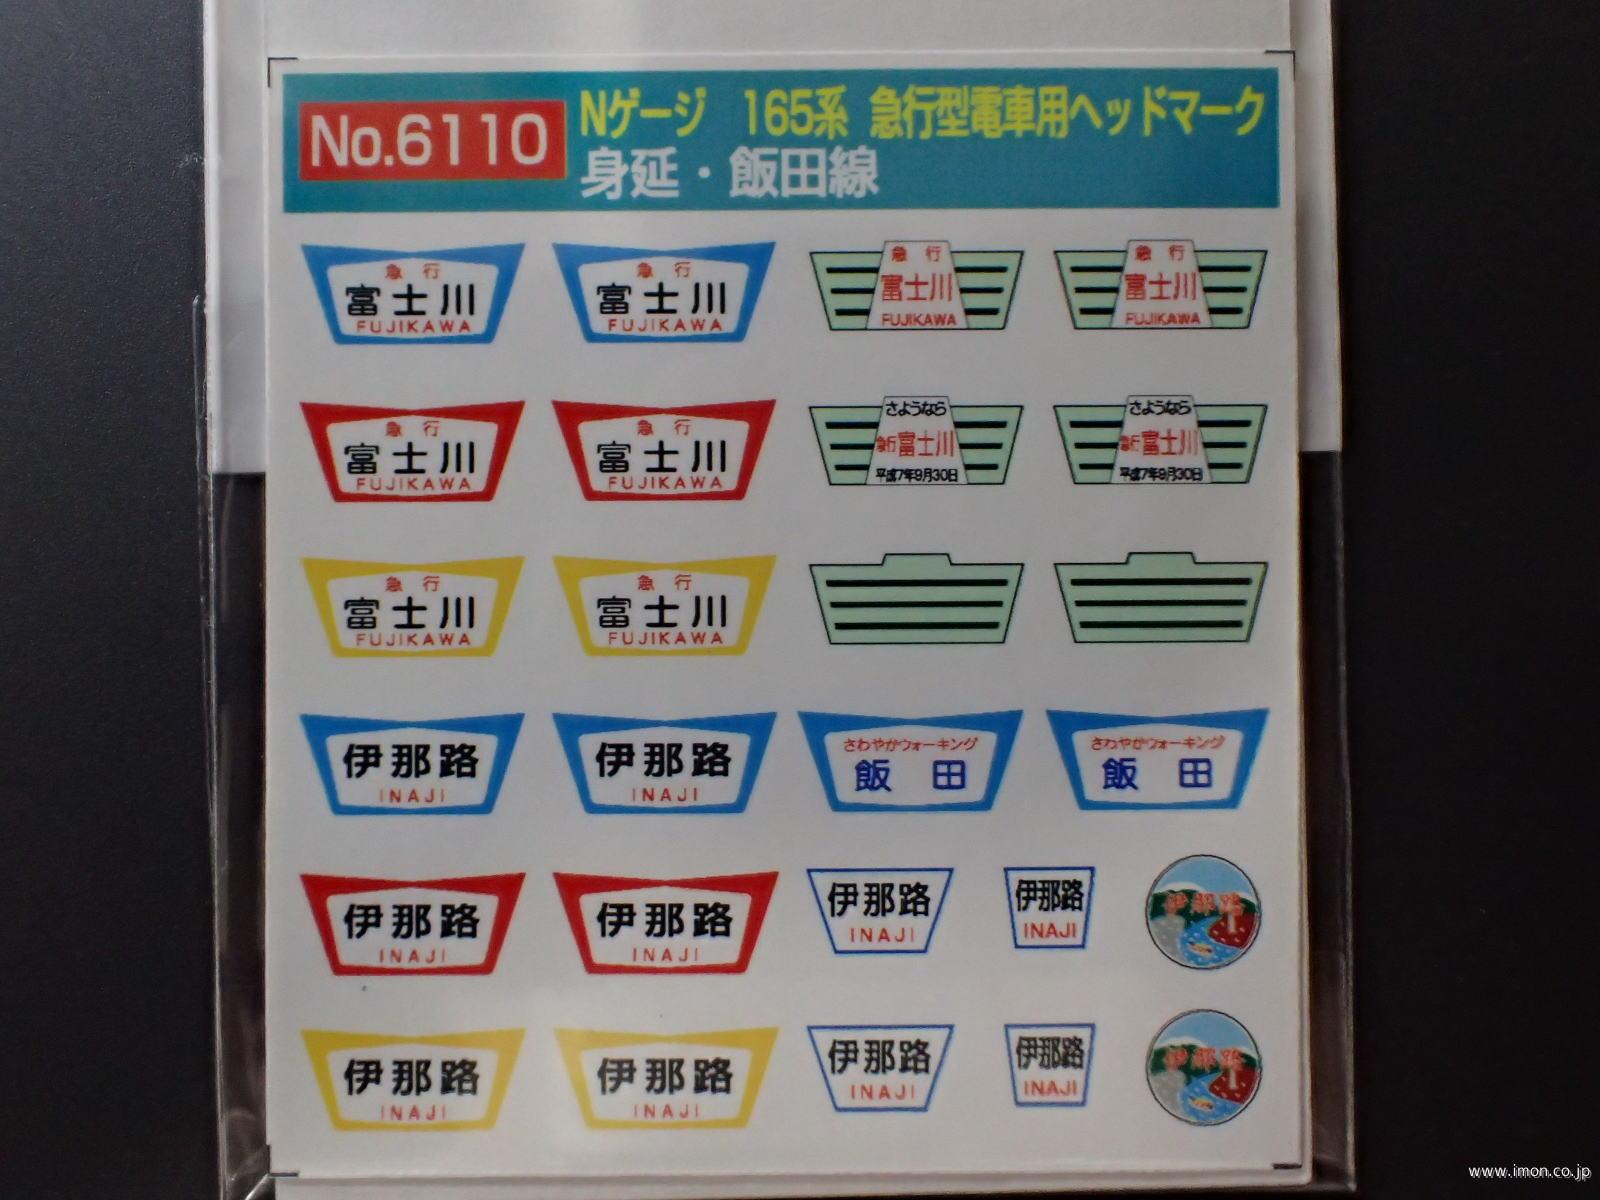 No.6110
Nゲージ 165系 急行型電車用ヘッドマーク
身延・飯田線
急行
富士川
FUJIKAWA
急行
富士川
FUJIKAWA
急行
富士川
FUJIKAWA
急行
富士川
FUJIKAWA
急行
富士川
FUJIKAWA
急行
富士川
FUJIKAWA
さようなら
急行富士川
平成7年9月30日
さようなら
急行富士川
平成7年9月30日
急行
富士川
FUJIKAWA
急行
富士川
FUJIKAWA
伊那路
INAJI
伊那路
INAJI
さわやかウォーキング
飯田
さわやかウォーキング
飯田
伊那路
INAJI
伊那路
INAJI
伊那路
INAJI
伊那路
INAJI
伊那路
伊那路
INAJI
伊那路
INAJI
伊那路
INAJI
伊那路
INAJI
伊那路
www.imon.co.jp